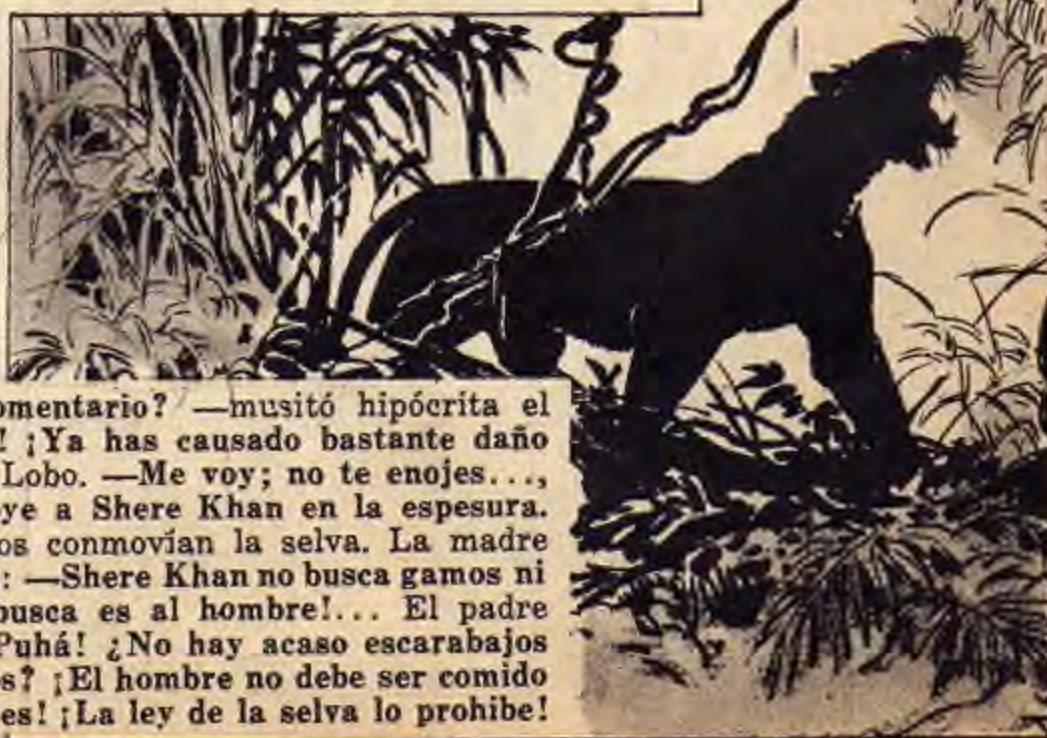 omentario? —musitó hipócrita el
! ¡Ya has causado bastante daño
Lobo. —Me voy; no te enojes...,
ye a Shere Khan en la espesura.
os conmovían la selva. La madre
: —Shere Khan no busca gamos ni
busca es al hombre!... El padre
Puhá! ¿No hay acaso escarabajos
s? ¡El hombre no debe ser comido
es! ¡La ley de la selva lo prohibe!